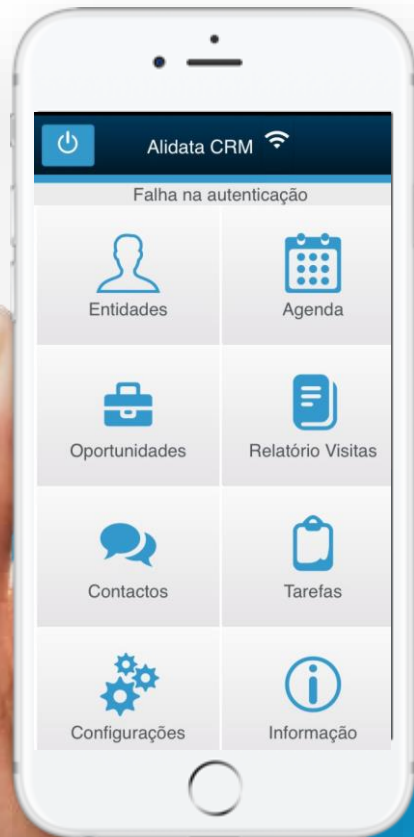 Alidata CRM
Falha na autenticação
Entidades
Agenda
Oportunidades
Relatório Visitas
Contactos
Tarefas
Configurações
Informação